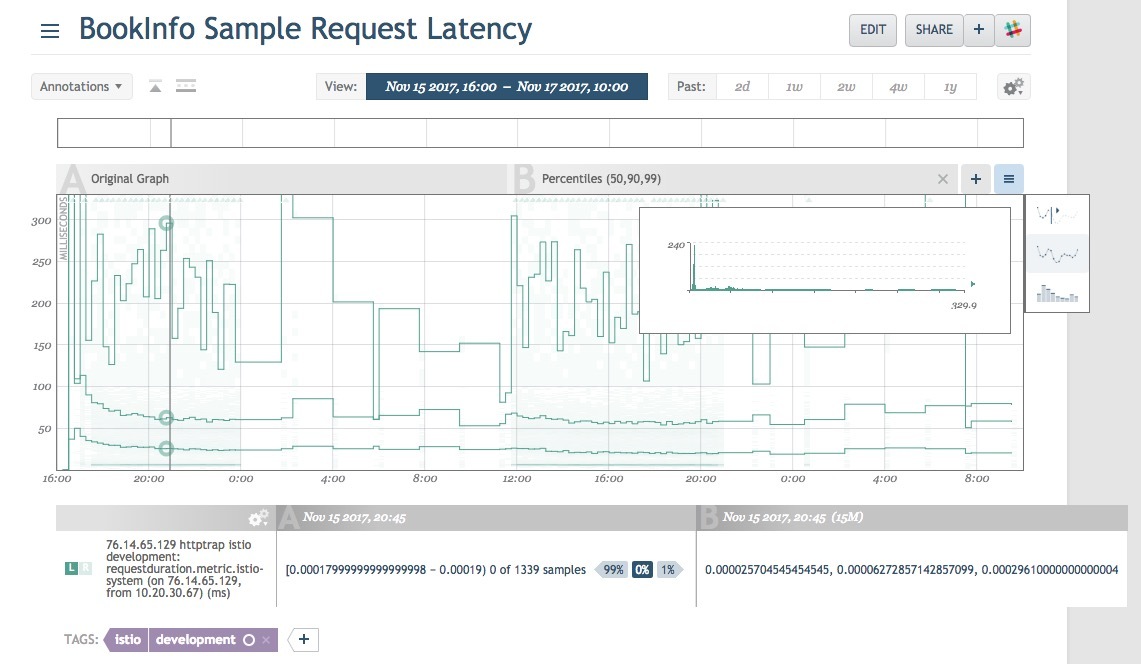 BookInfo Sample Request Latency
EDIT
SHARE
+
Annotations
View:
Nov 15 2017, 16:00 – Nov 17 2017, 10:00
Past:
2d
1w
2w
4w
1y
A
Original Graph
B
Percentiles (50,90,99)
×
+
MILLISECONDS
300
250
200
150
100
50
240
329.9
16:00
20:00
0:00
4:00
8:00
12:00
16:00
20:00
0:00
4:00
8:00
A
Nov 15 2017, 20:45
B
Nov 15 2017, 20:45 (15M)
L R
76.14.65.129 httptrap istio
development:
requestduration.metric.istio-
system (on 76.14.65.129,
from 10.20.30.67) (ms)
[0.00017999999999999998 – 0.00019) 0 of 1339 samples
99%
0%
1%
0.000025704545454545, 0.00006272857142857099, 0.00029610000000000004
TAGS:
istio
development
×
+